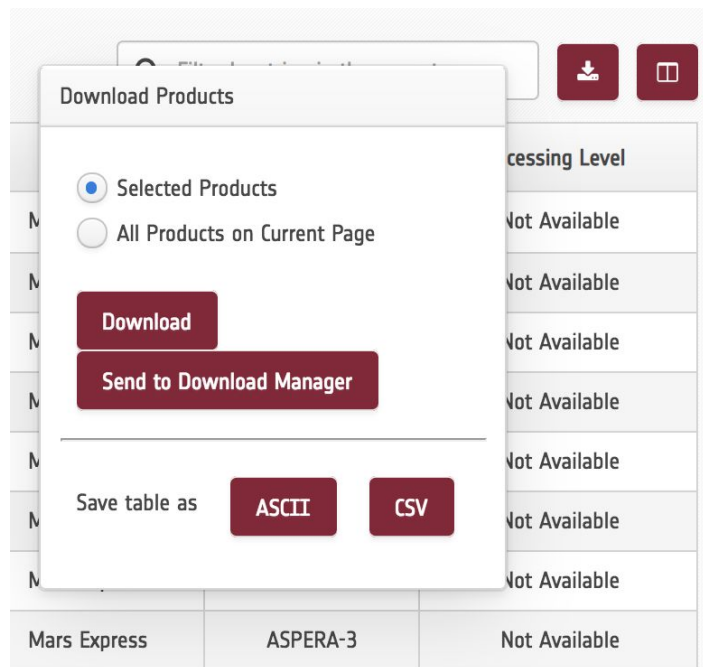 Download Products
cessing Level
Selected Products
M
Not Available
All Products on Current Page
M
Not Available
Download
M
Not Available
Send to Download Manager
M
Not Available
M
Not Available
Save table as
ASCII
CSV
M
Not Available
M
Not Available
Mars Express
ASPERA-3
Not Available